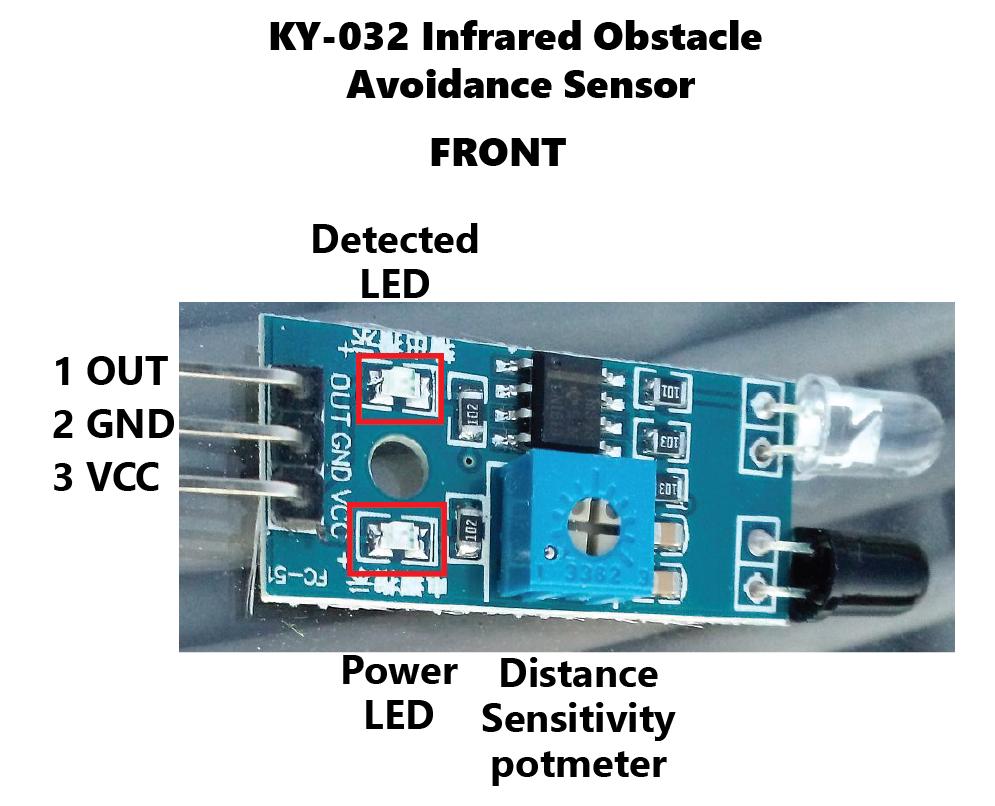 KY-032 Infrared Obstacle
Avoidance Sensor
FRONT
Detected
LED
1 OUT
2 GND
3 VCC
OUT GND VCC
102
101
103
103
102
FC-51
3362
Power
LED
Distance
Sensitivity
potmeter